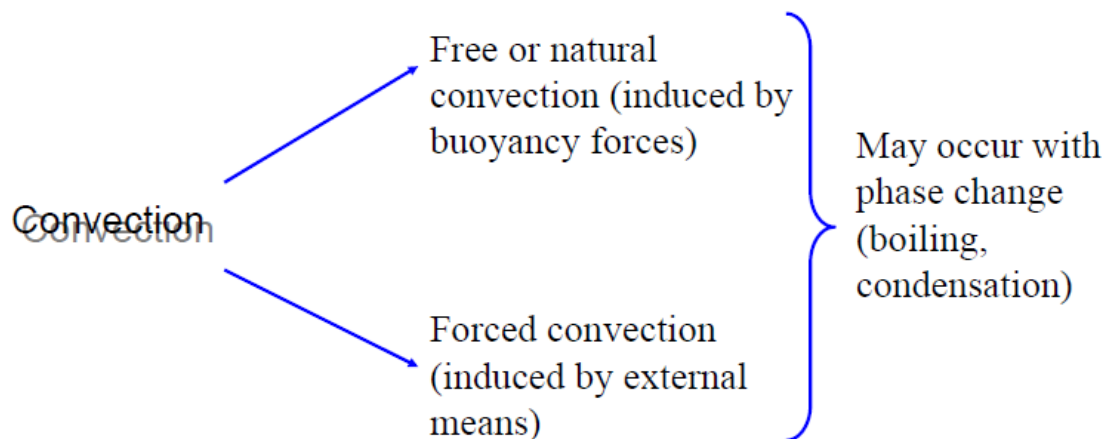 Convection
Free or natural
convection (induced by
buoyancy forces)
May occur with
phase change
(boiling,
condensation)
Forced convection
(induced by external
means)